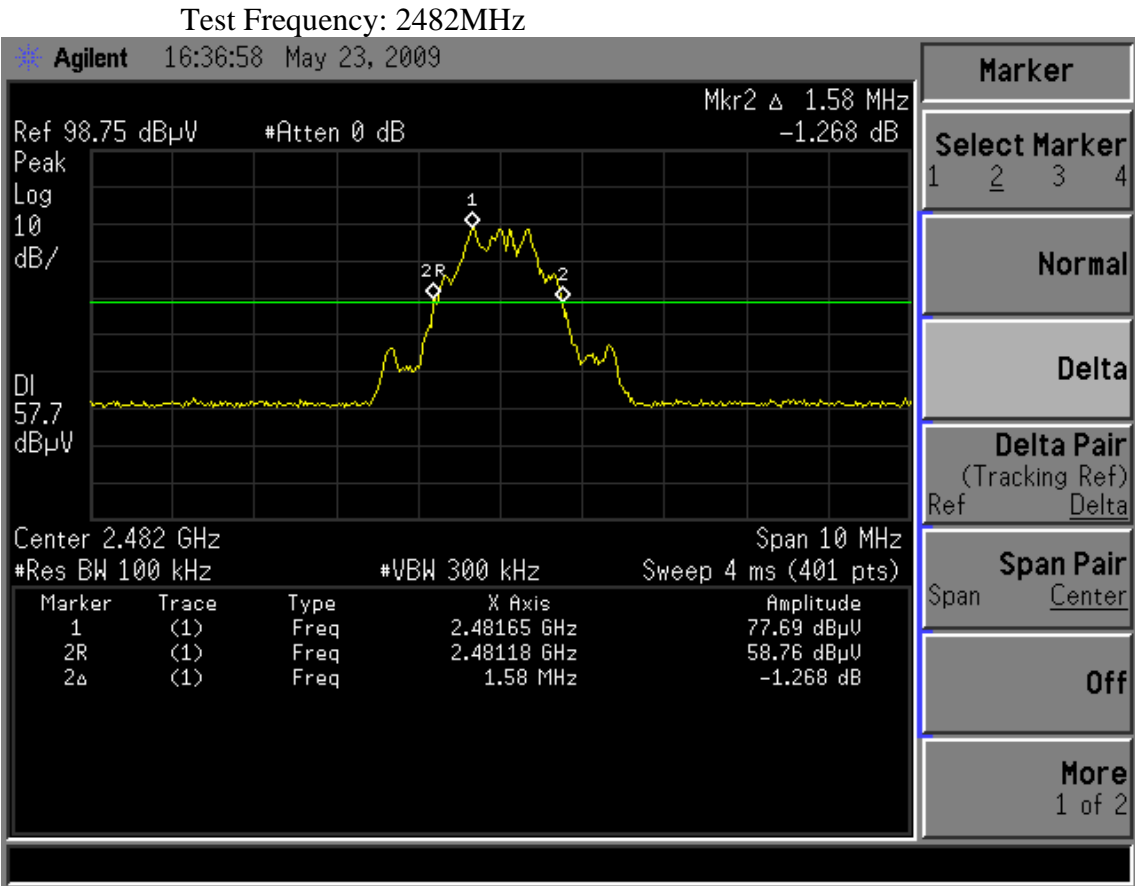 Test Frequency: 2482MHz
Agilent 16:36:58 May 23, 2009
Marker
Mkr2 Δ 1.58 MHz
Ref 98.75 dBµV #Atten 0 dB -1.268 dB
Peak
Log
10
dB/
1
2R
2
DI
57.7
dBµV
Center 2.482 GHz Span 10 MHz
#Res BW 100 kHz #VBW 300 kHz Sweep 4 ms (401 pts)
Marker Trace Type X Axis Amplitude
1 (1) Freq 2.48165 GHz 77.69 dBµV
2R (1) Freq 2.48118 GHz 58.76 dBµV
2Δ (1) Freq 1.58 MHz -1.268 dB
Select Marker
1 2 3 4
Normal
Delta
Delta Pair
(Tracking Ref)
Ref Delta
Span Pair
Span Center
Off
More
1 of 2